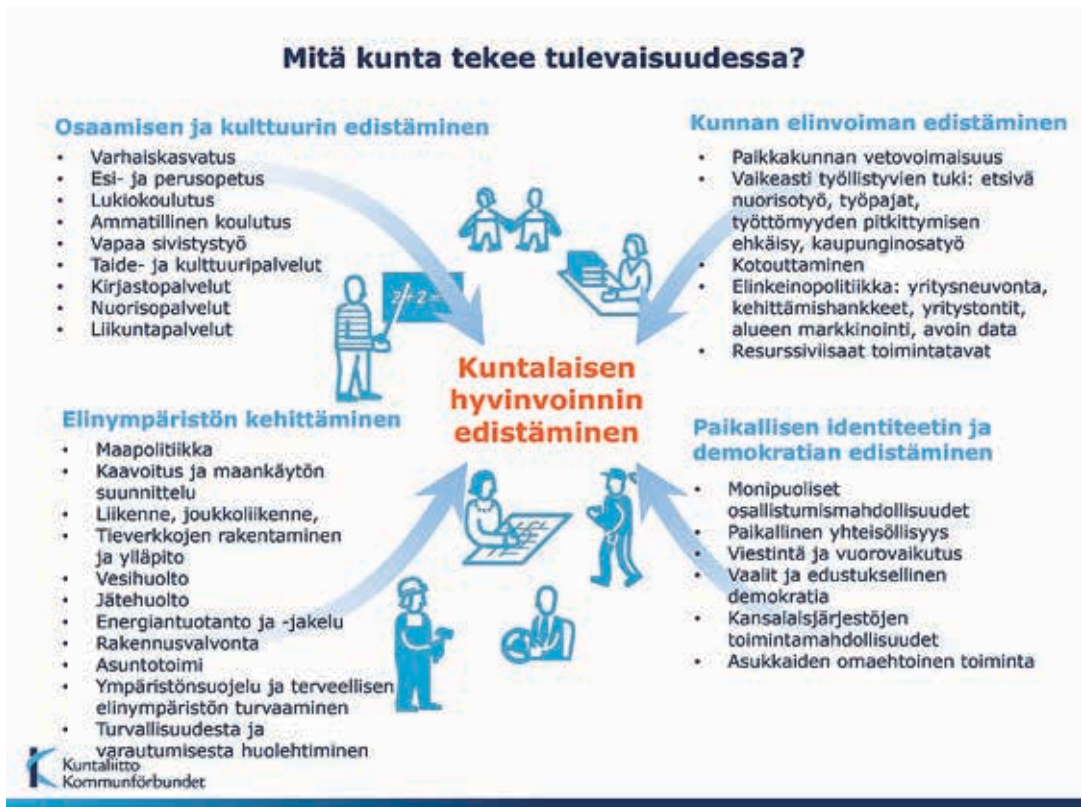 Mitä kunta tekee tulevaisuudessa?
Osaamisen ja kulttuurin edistäminen
• Varhaiskasvatus
• Esi- ja perusopetus
• Lukiokoulutus
• Ammatillinen koulutus
• Vapaa sivistystyö
• Taide- ja kulttuuripalvelut
• Kirjastopalvelut
• Nuorisopalvelut
• Liikuntapalvelut
2+2=
Kunnan elinvoiman edistäminen
• Paikkakunnan vetovoimaisuus
• Vaikeasti työllistyvien tuki: etsivä
nuorisotyö, työpajat,
työttömyyden pitkittymisen
ehkäisy, kaupunginosatyö
• Kotouttaminen
• Elinkeinopolitiikka: yritysneuvonta,
kehittämishankkeet, yritystontit,
alueen markkinointi, avoin data
• Resurssiviisaat toimintatavat
Kuntalaisen
hyvinvoinnin
edistäminen
Elinympäristön kehittäminen
• Maapolitiikka
• Kaavoitus ja maankäytön
suunnittelu
• Liikenne, joukkoliikenne,
• Tieverkkojen rakentaminen
ja ylläpito
• Vesihuolto
• Jätehuolto
• Energiantuotanto ja -jakelu
• Rakennusvalvonta
• Asuntotoimi
• Ympäristönsuojelu ja terveellisen
elinympäristön turvaaminen
• Turvallisuudesta ja
varautumisesta huolehtiminen
Paikallisen identiteetin ja
demokratian edistäminen
• Monipuoliset
osallistumismahdollisuudet
• Paikallinen yhteisöllisyys
• Viestintä ja vuorovaikutus
• Vaalit ja edustuksellinen
demokratia
• Kansalaisjärjestöjen
toimintamahdollisuudet
• Asukkaiden omaehtoinen toiminta
Kuntaliitto
Kommunförbundet